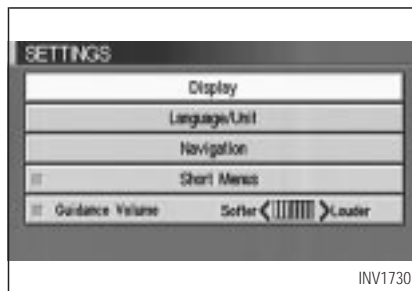 SETTINGS
Display
Language/Unit
Navigation
Short Menus
Guidance Volume Softer Louder
INV1730